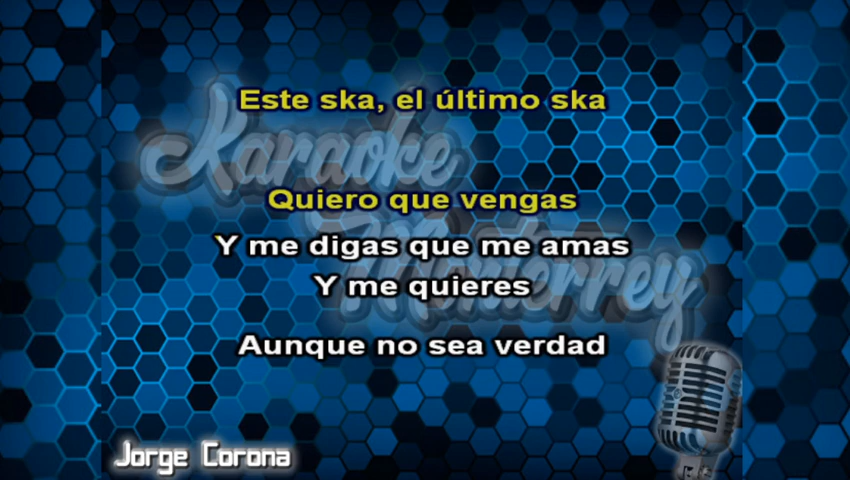 Este ska, el último ska
Karaoke
Quiero que vengas
Y me digas que me amas
Monterrey
Y me quieres
Aunque no sea verdad
Jorge Corona